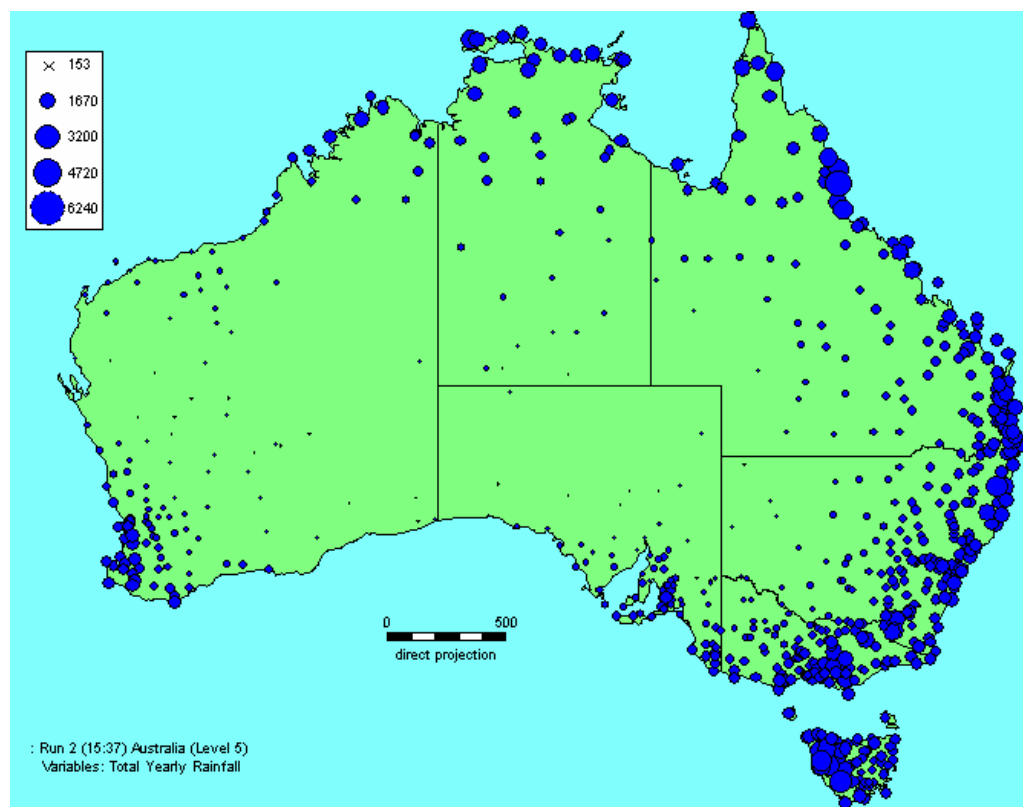 153
1670
3200
4720
6240
0 500
direct projection
: Run 2 (15:37) Australia (Level 5)
Variables: Total Yearly Rainfall